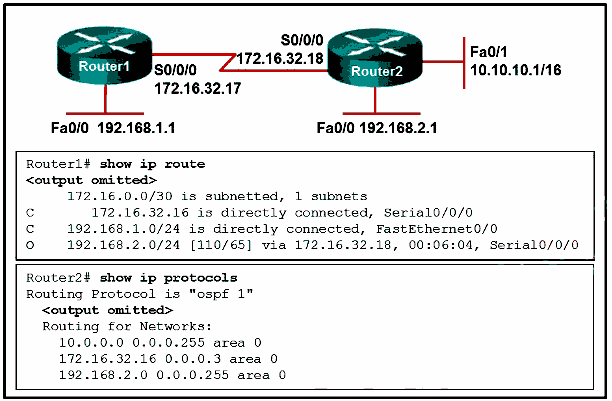 S0/0/0
172.16.32.18
Fa0/1
10.10.10.1/16
Router1
Router2
S0/0/0
172.16.32.17
Fa0/0 192.168.1.1
Fa0/0 192.168.2.1
Router1# show ip route
<output omitted>
172.16.0.0/30 is subnetted, 1 subnets
C 172.16.32.16 is directly connected, Serial0/0/0
C 192.168.1.0/24 is directly connected, FastEthernet0/0
O 192.168.2.0/24 [110/65] via 172.16.32.18, 00:06:04, Serial0/0/0
Router2# show ip protocols
Routing Protocol is "ospf 1"
<output omitted>
Routing for Networks:
10.0.0.0 0.0.0.255 area 0
172.16.32.16 0.0.0.3 area 0
192.168.2.0 0.0.0.255 area 0